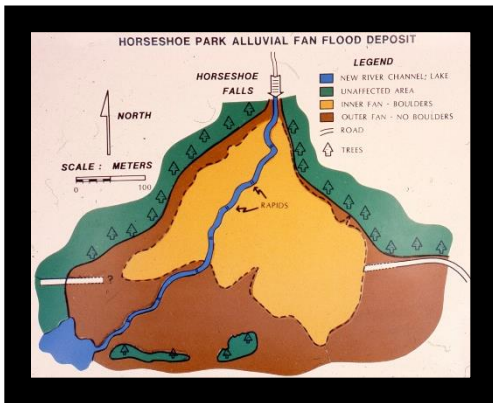 HORSESHOE PARK ALLUVIAL FAN FLOOD DEPOSIT
HORSESHOE
FALLS
LEGEND
NEW RIVER CHANNEL; LAKE
UNAFFECTED AREA
INNER FAN - BOULDERS
OUTER FAN - NO BOULDERS
ROAD
TREES
NORTH
SCALE : METERS
0 100
RAPIDS
?